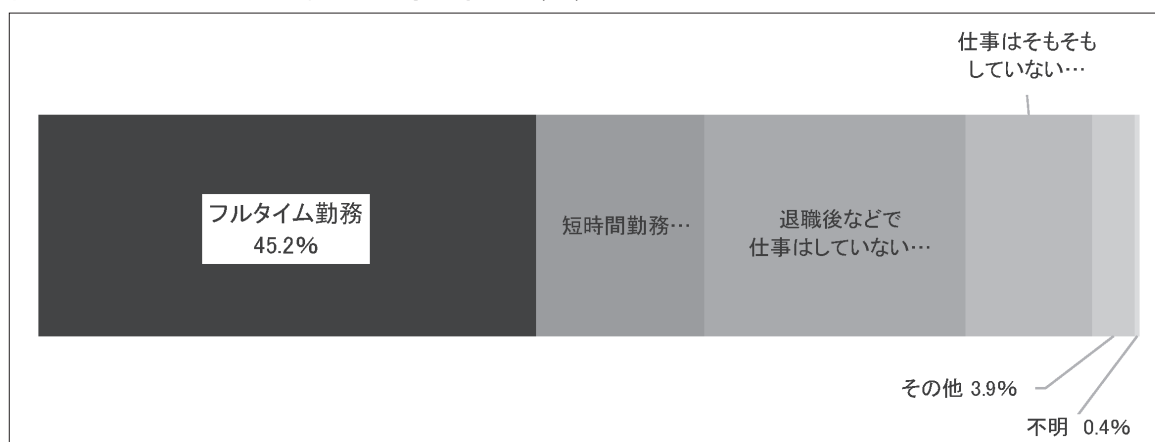 仕事はそもそも
していない…
フルタイム勤務
45.2%
短時間勤務…
退職後などで
仕事はしていない…
その他 3.9%
不明 0.4%